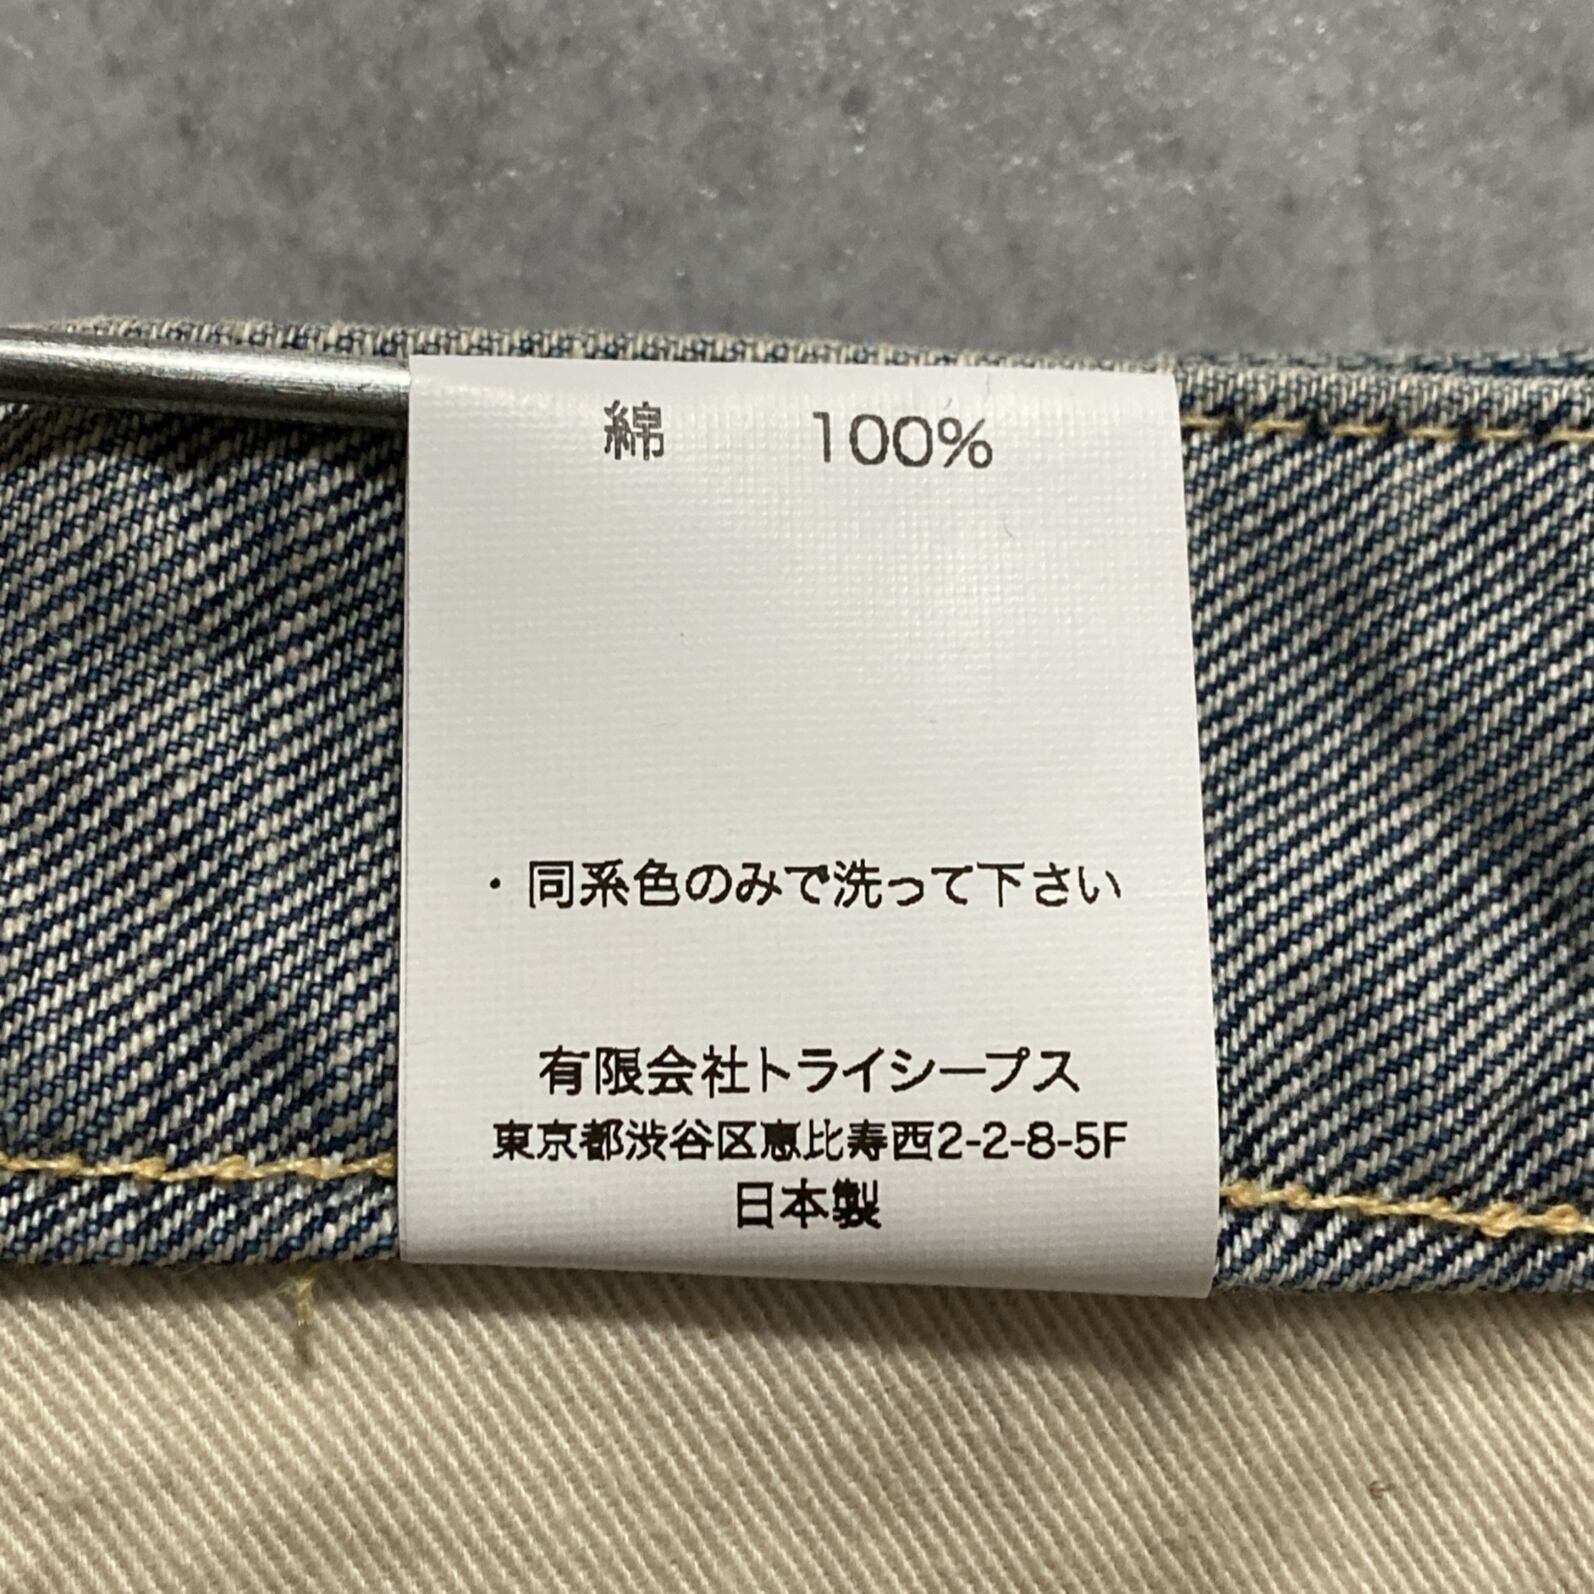 綿 100%
・同系色のみで洗って下さい
有限会社トライシープス
東京都渋谷区恵比寿西2-2-8-5F
日本製